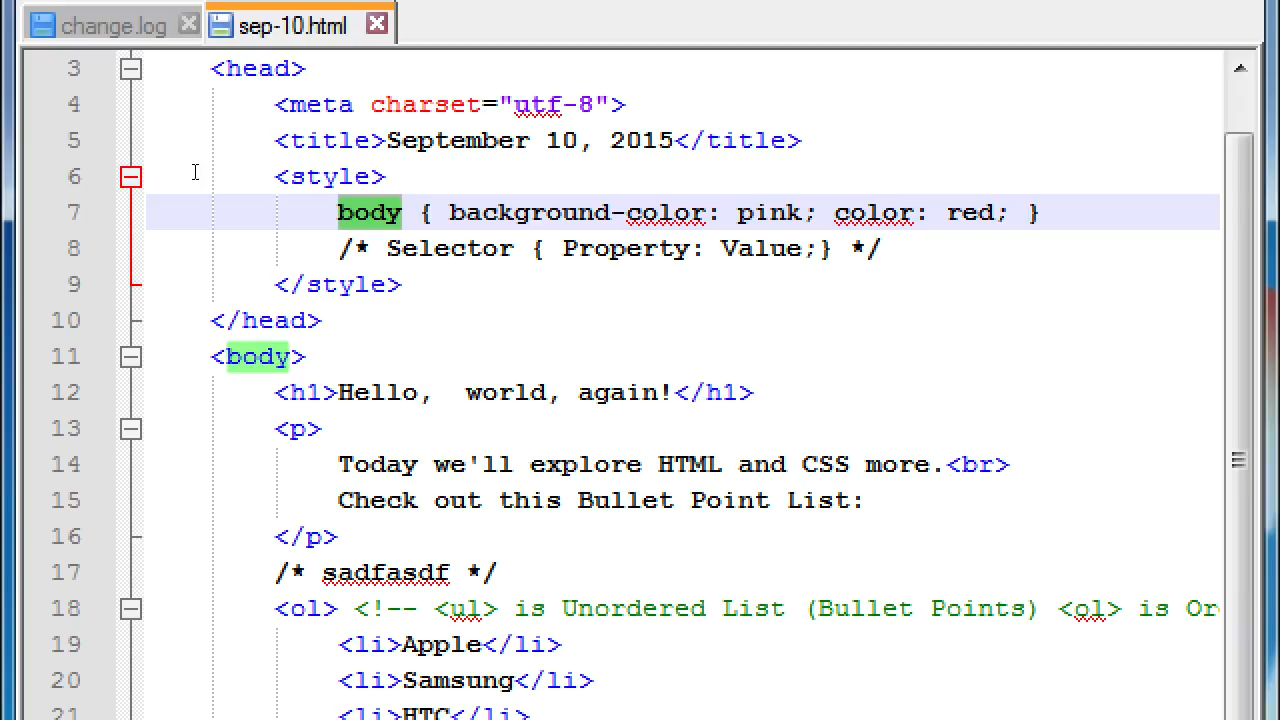 change.log sep-10.html
3 <head>
4 <meta charset="utf-8">
5 <title>September 10, 2015</title>
6 <style>
7 body { background-color: pink; color: red; }
8 /* Selector { Property: Value;} */
9 </style>
10 </head>
11 <body>
12 <h1>Hello,  world, again!</h1>
13 <p>
14 Today we'll explore HTML and CSS more.<br>
15 Check out this Bullet Point List:
16 </p>
17 /* sadfasdf */
18 <ol> <!-- <ul> is Unordered List (Bullet Points) <ol> is Or
19 <li>Apple</li>
20 <li>Samsung</li>
21 <li>HTC</li>